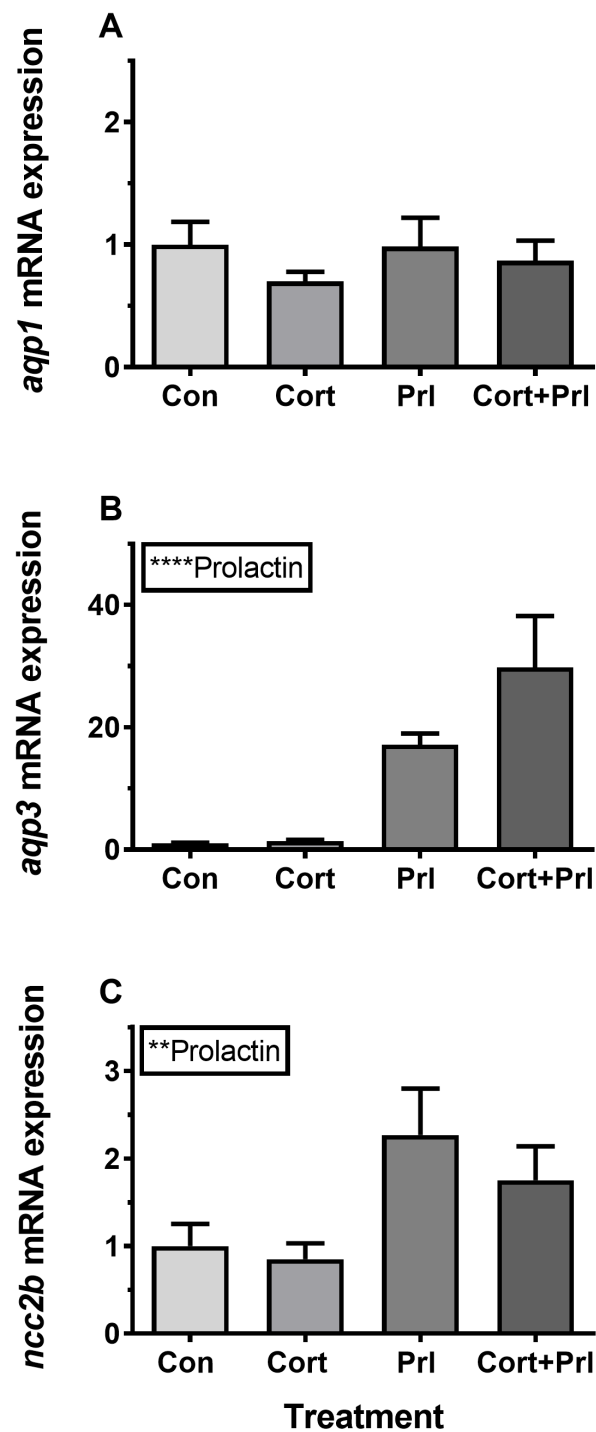 A
aqp1 mRNA expression
2
1
0
Con Cort Prl Cort+Prl
B
aqp3 mRNA expression
****Prolactin
40
20
0
Con Cort Prl Cort+Prl
C
ncc2b mRNA expression
**Prolactin
3
2
1
0
Con Cort Prl Cort+Prl
Treatment